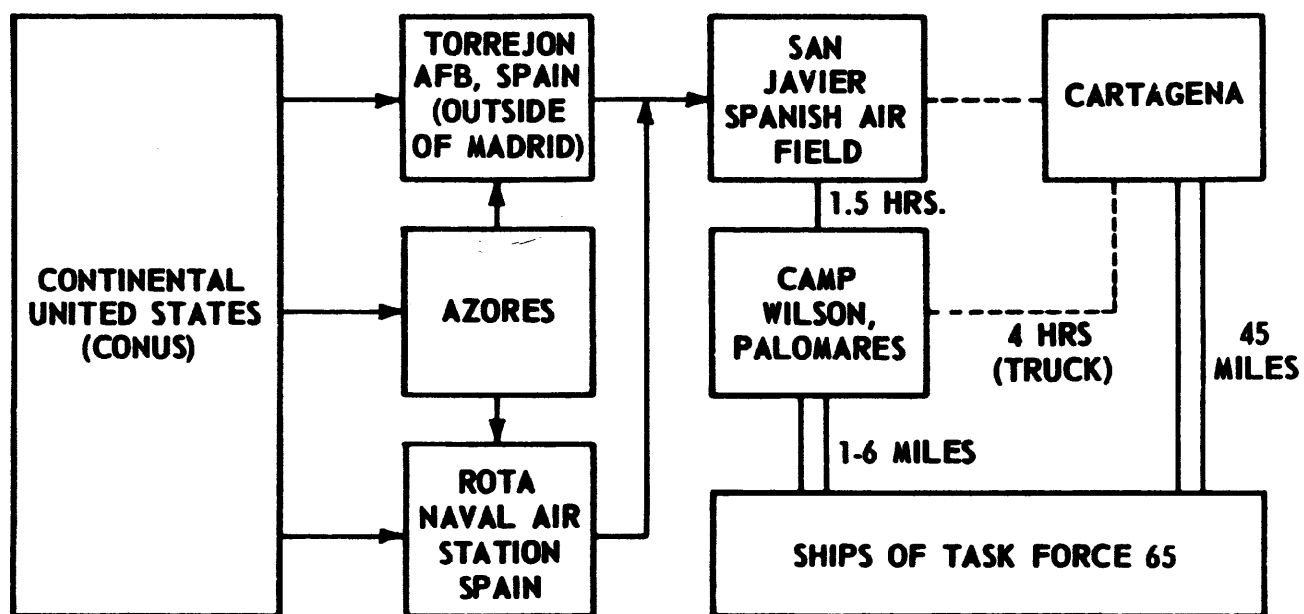 CONTINENTAL
UNITED STATES
(CONUS)
TORREJON
AFB, SPAIN
(OUTSIDE
OF MADRID)
AZORES
ROTA
NAVAL AIR
STATION
SPAIN
SAN
JAVIER
SPANISH AIR
FIELD
1.5 HRS.
CAMP
WILSON,
PALOMARES
1-6 MILES
CARTAGENA
4 HRS
(TRUCK)
45
MILES
SHIPS OF TASK FORCE 65